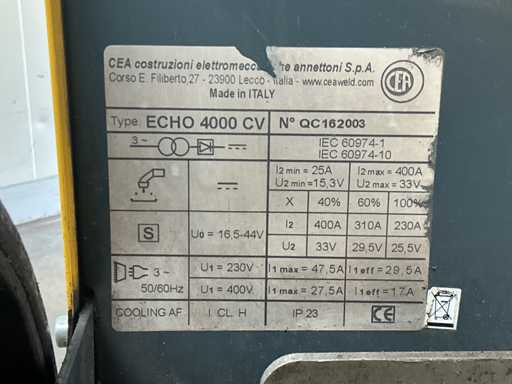 CEA costruzioni elettromecc he annettoni S.p.A.
Corso E. Filiberto,27 - 23900 Lecco - Italia - www.ceaweld.com
Made in ITALY
CEA
Type: ECHO 4000 CV
N° QC162003
3~
IEC 60974-1
IEC 60974-10
I2 min = 25A
I2 max = 400A
U2 min = 15,3V
U2 max = 33V
X 40% 60% 100%
S
U0 = 16,5-44V
I2 400A 310A 230A
U2 33V 29,5V 25,5V
3~
50/60Hz
U1 = 230V
I1 max = 47,5A
I1 eff = 29,5A
U1 = 400V
I1 max = 27,5A
I1 eff = 17A
COOLING AF
I. CL. H
IP 23
CE